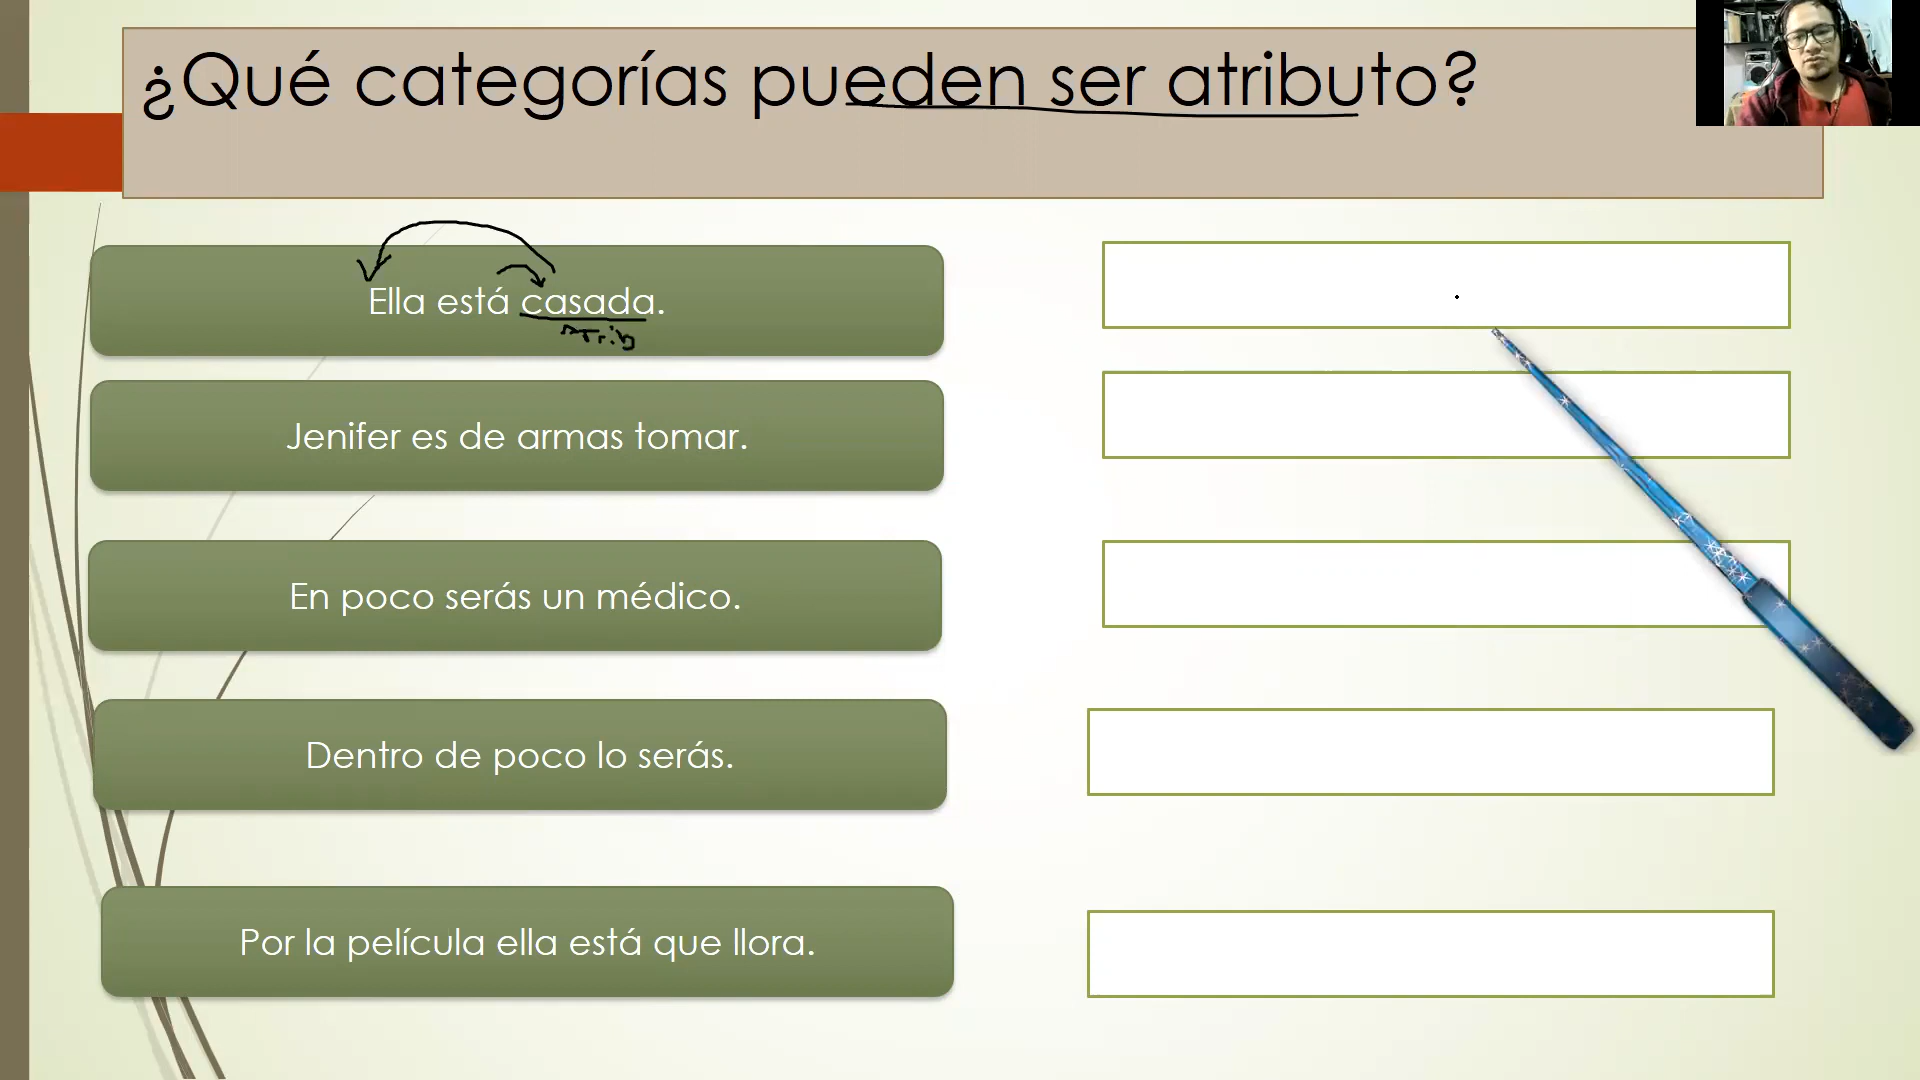 ¿Qué categorías pueden ser atributo?
Ella está casada.
atrib
Jenifer es de armas tomar.
En poco serás un médico.
Dentro de poco lo serás.
Por la película ella está que llora.